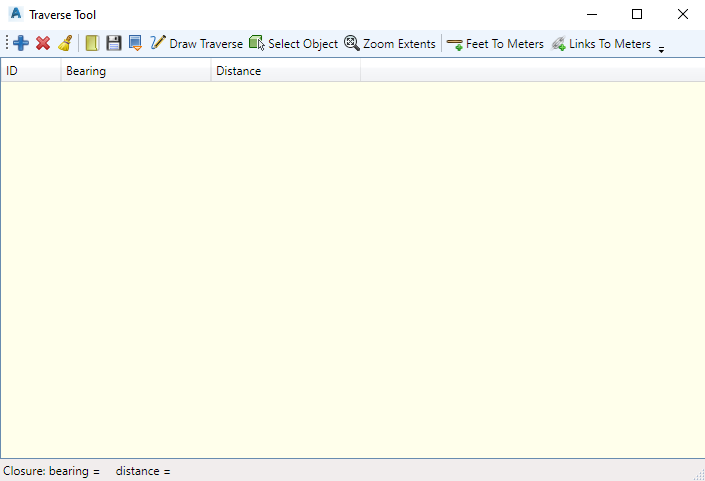 Traverse Tool
Draw Traverse Select Object Zoom Extents Feet To Meters Links To Meters
ID Bearing Distance
Closure: bearing = distance =